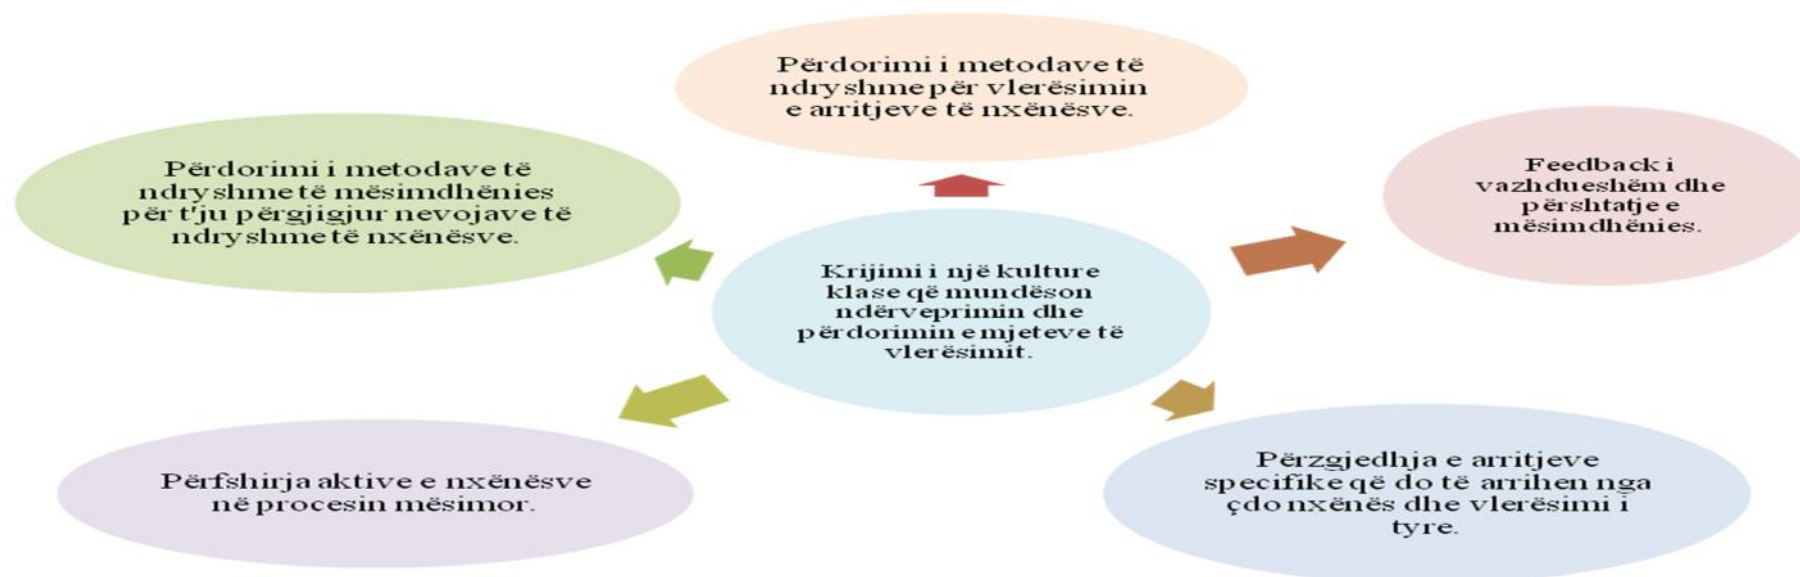 Përdorimi i metodave të
ndryshme për vlerësimin
e arritjeve të nxënësve.
Përdorimi i metodave të
ndryshme të mësimdhënies
për t'ju përgjigjur nevojave të
ndryshme të nxënësve.
Feedback i
vazhdueshëm dhe
përshtatje e
mësimdhënies.
Krijimi i një kulture
klase që mundëson
ndërveprimin dhe
përdorimin e mjeteve të
vlerësimit.
Përfshirja aktive e nxënësve
në procesin mësimor.
Përzgjedhja e arritjeve
specifike që do të arrihen nga
çdo nxënës dhe vlerësimi i
tyre.